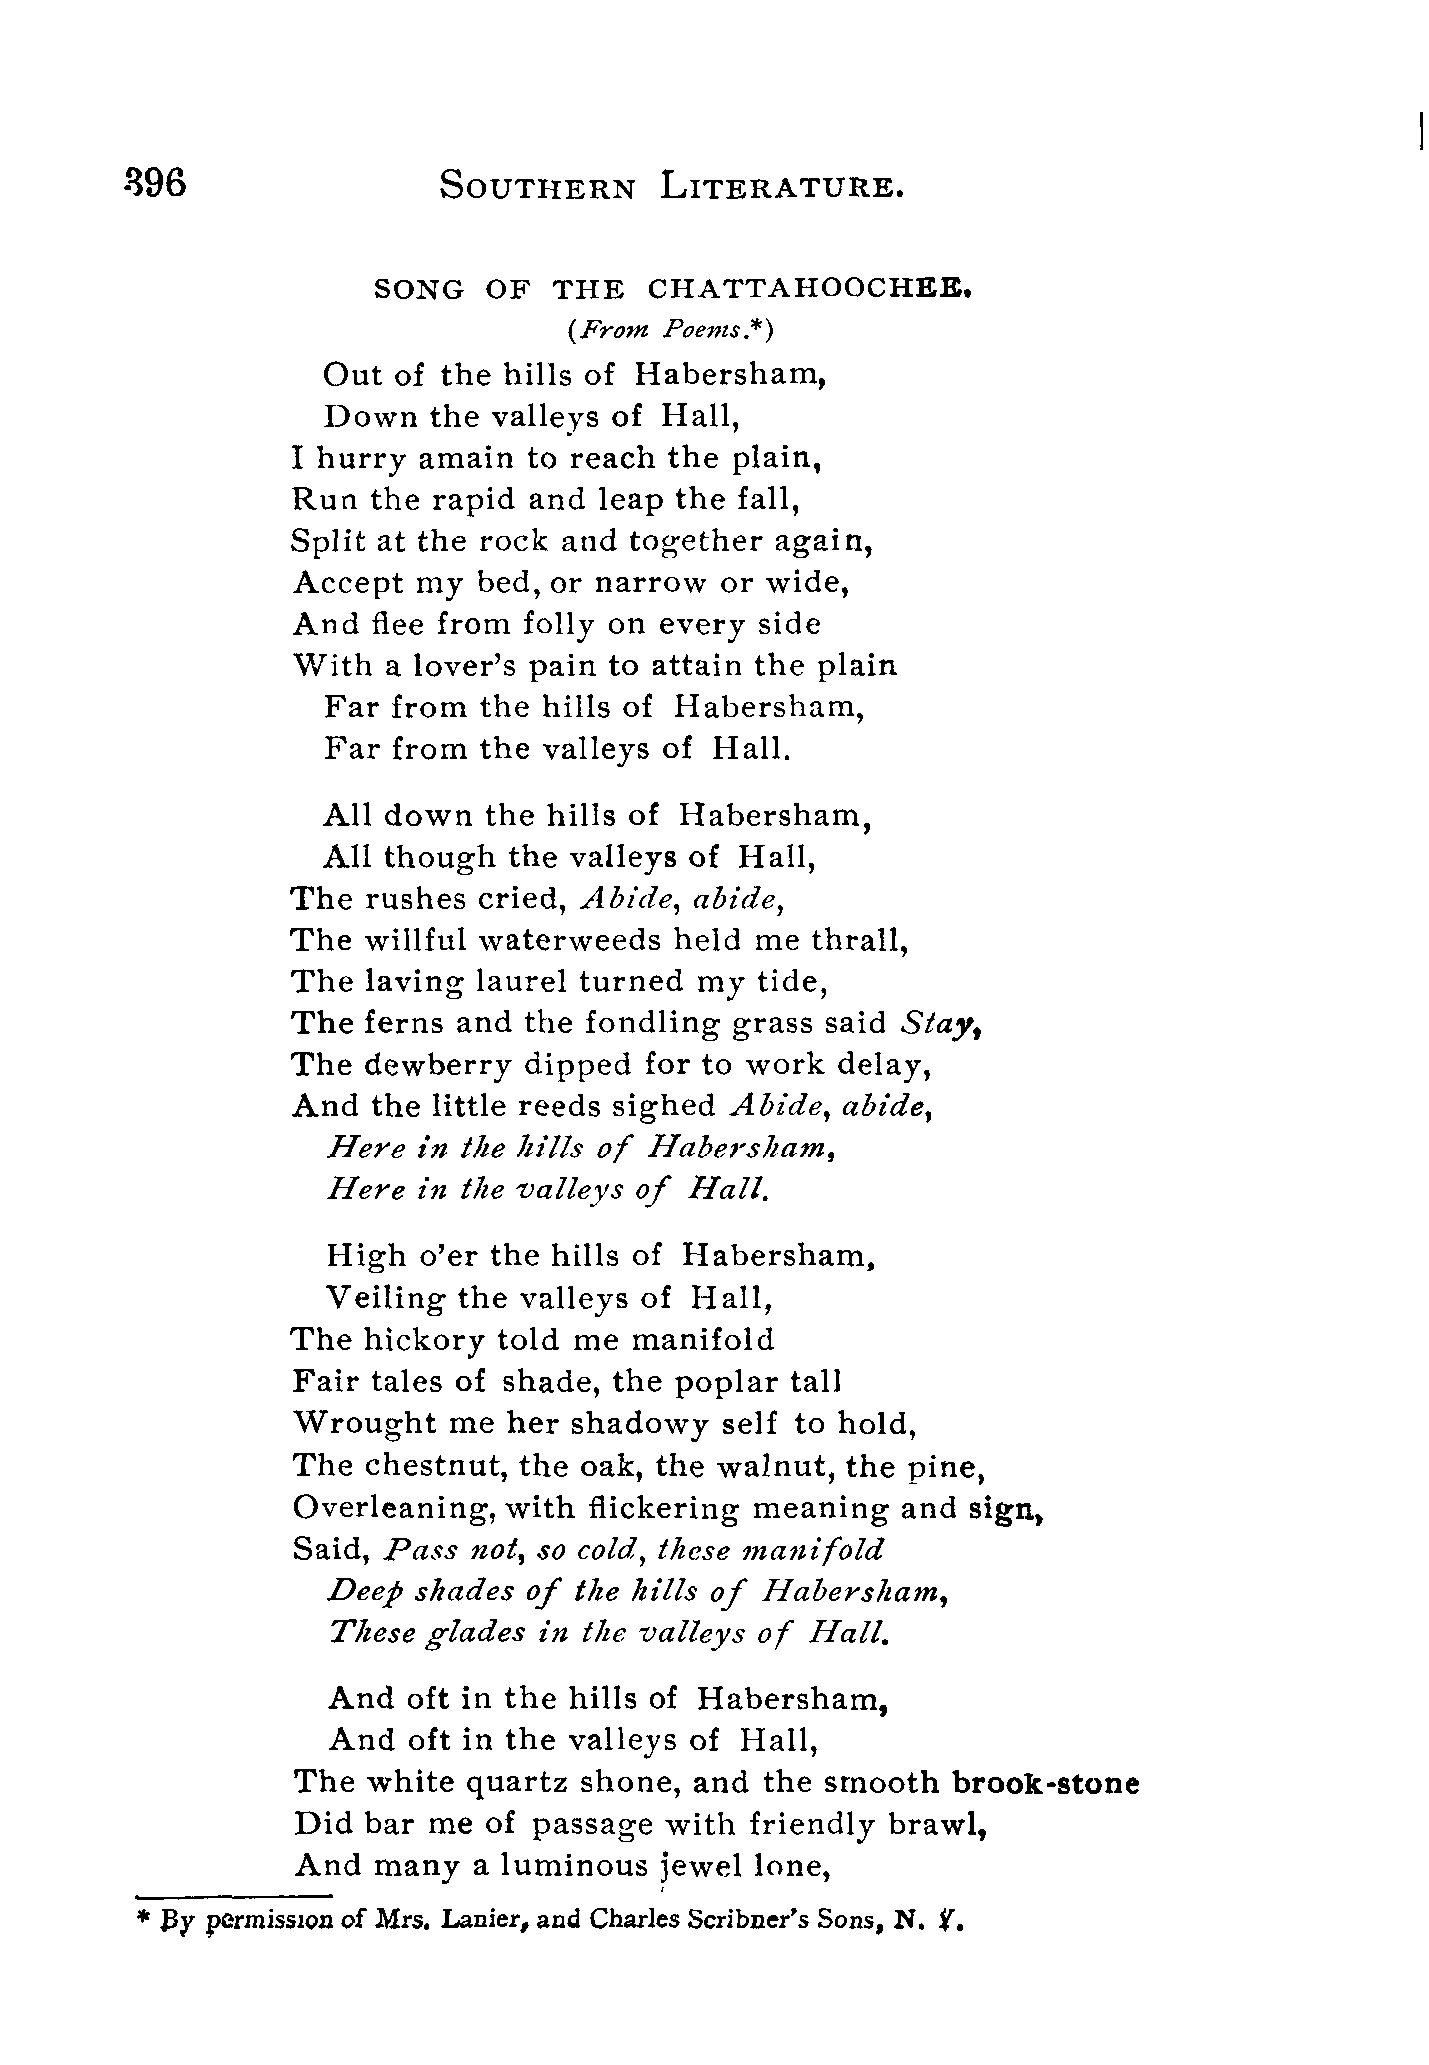 396 SOUTHERN LITERATURE.
SONG OF THE CHATTAHOOCHEE.
(From Poems.*)
Out of the hills of Habersham,
Down the valleys of Hall,
I hurry amain to reach the plain,
Run the rapid and leap the fall,
Split at the rock and together again,
Accept my bed, or narrow or wide,
And flee from folly on every side
With a lover's pain to attain the plain
Far from the hills of Habersham,
Far from the valleys of Hall.
All down the hills of Habersham,
All though the valleys of Hall,
The rushes cried, Abide, abide,
The willful waterweeds held me thrall,
The laving laurel turned my tide,
The ferns and the fondling grass said Stay,
The dewberry dipped for to work delay,
And the little reeds sighed Abide, abide,
Here in the hills of Habersham,
Here in the valleys of Hall.
High o'er the hills of Habersham,
Veiling the valleys of Hall,
The hickory told me manifold
Fair tales of shade, the poplar tall
Wrought me her shadowy self to hold,
The chestnut, the oak, the walnut, the pine,
Overleaning, with flickering meaning and sign,
Said, Pass not, so cold, these manifold
Deep shades of the hills of Habersham,
These glades in the valleys of Hall.
And oft in the hills of Habersham,
And oft in the valleys of Hall,
The white quartz shone, and the smooth brook-stone
Did bar me of passage with friendly brawl,
And many a luminous jewel lone,
* By permission of Mrs. Lanier, and Charles Scribner's Sons, N. Y.